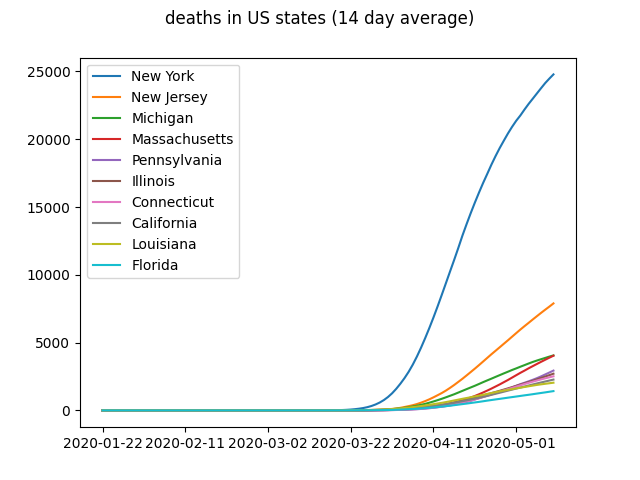 deaths in US states (14 day average)
25000
20000
15000
10000
5000
0
New York
New Jersey
Michigan
Massachusetts
Pennsylvania
Illinois
Connecticut
California
Louisiana
Florida
2020-01-22 2020-02-11 2020-03-02 2020-03-22 2020-04-11 2020-05-01